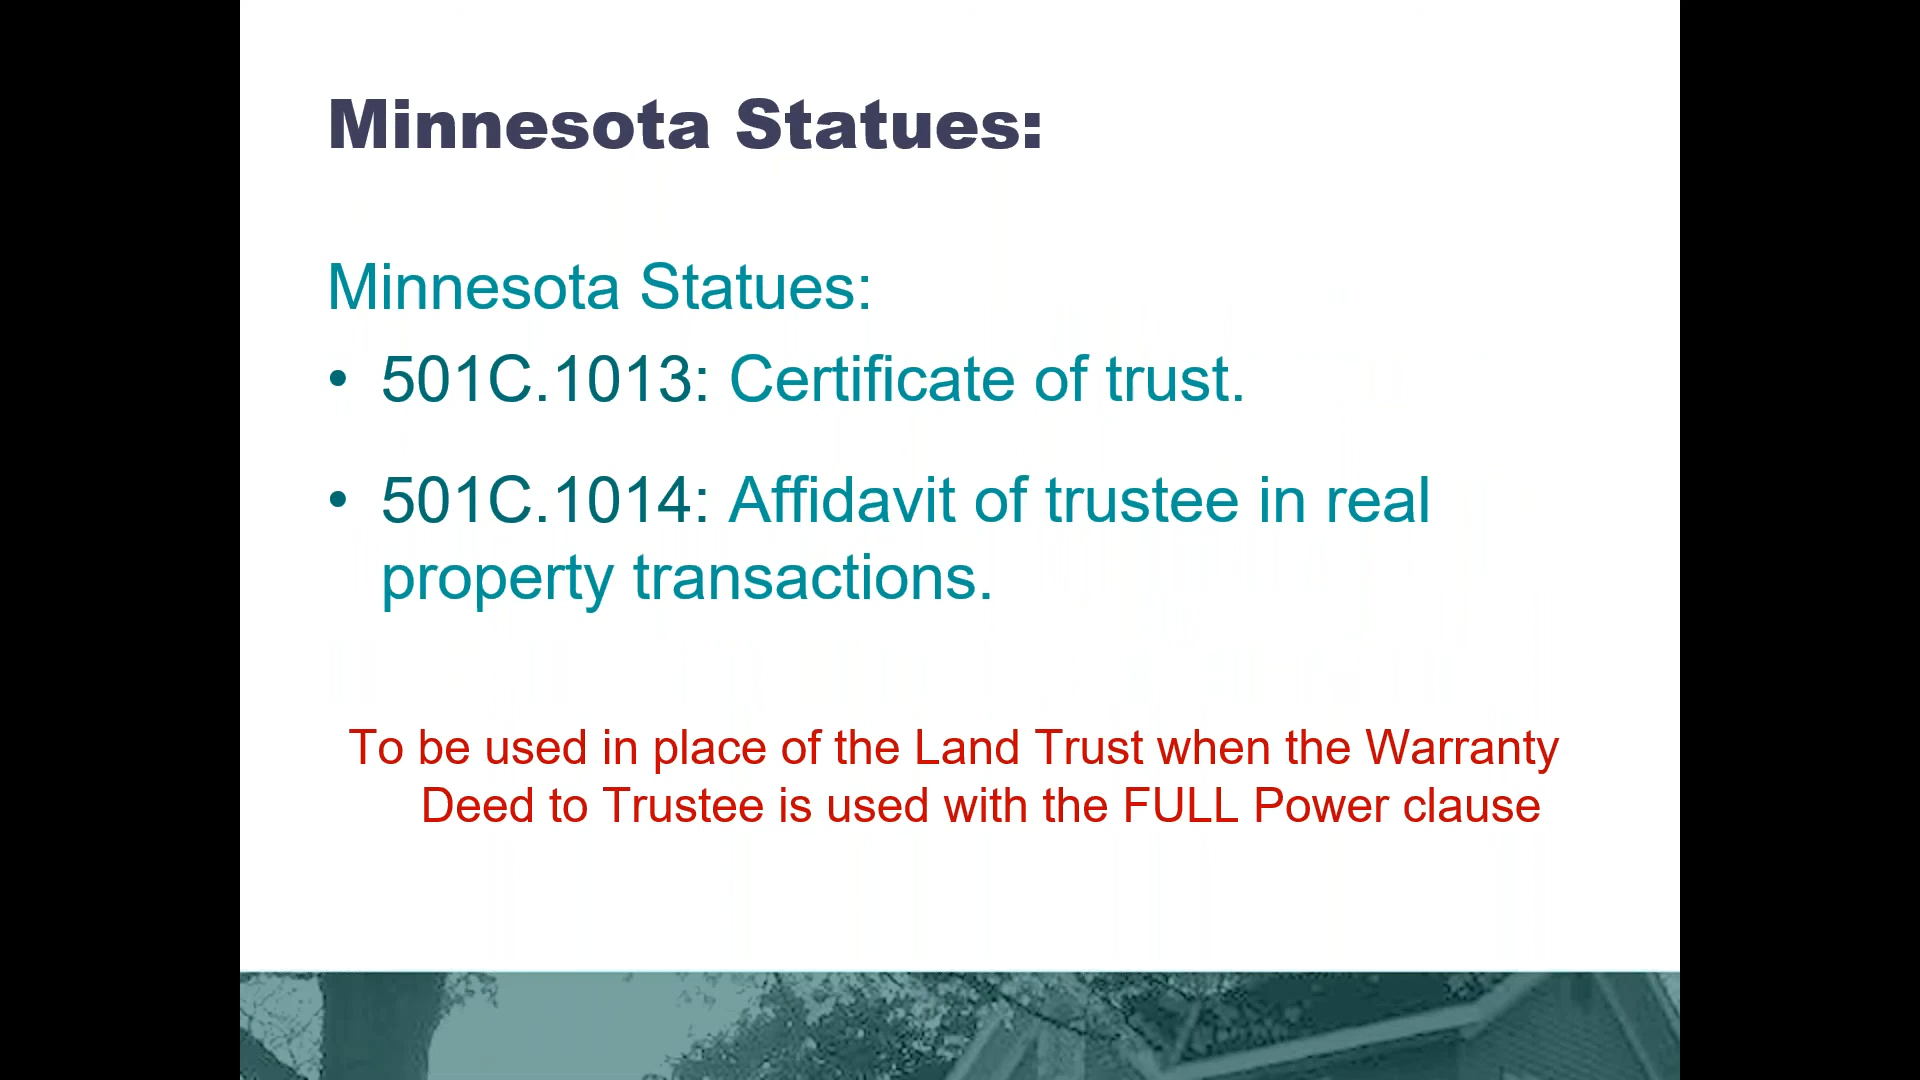 Minnesota Statues:
Minnesota Statues:
• 501C.1013: Certificate of trust.
• 501C.1014: Affidavit of trustee in real
property transactions.
To be used in place of the Land Trust when the Warranty
Deed to Trustee is used with the FULL Power clause